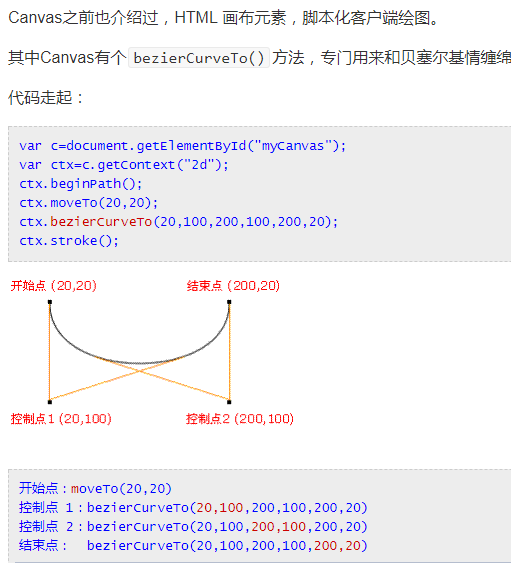 Canvas之前也介绍过，HTML 画布元素，脚本化客户端绘图。
其中Canvas有个 bezierCurveTo() 方法，专门用来和贝塞尔基情缠绵
代码走起：
var c=document.getElementById("myCanvas");
var ctx=c.getContext("2d");
ctx.beginPath();
ctx.moveTo(20,20);
ctx.bezierCurveTo(20,100,200,100,200,20);
ctx.stroke();
开始点 (20,20) 结束点 (200,20)
控制点1 (20,100) 控制点2 (200,100)
开始点：moveTo(20,20)
控制点 1：bezierCurveTo(20,100,200,100,200,20)
控制点 2：bezierCurveTo(20,100,200,100,200,20)
结束点： bezierCurveTo(20,100,200,100,200,20)